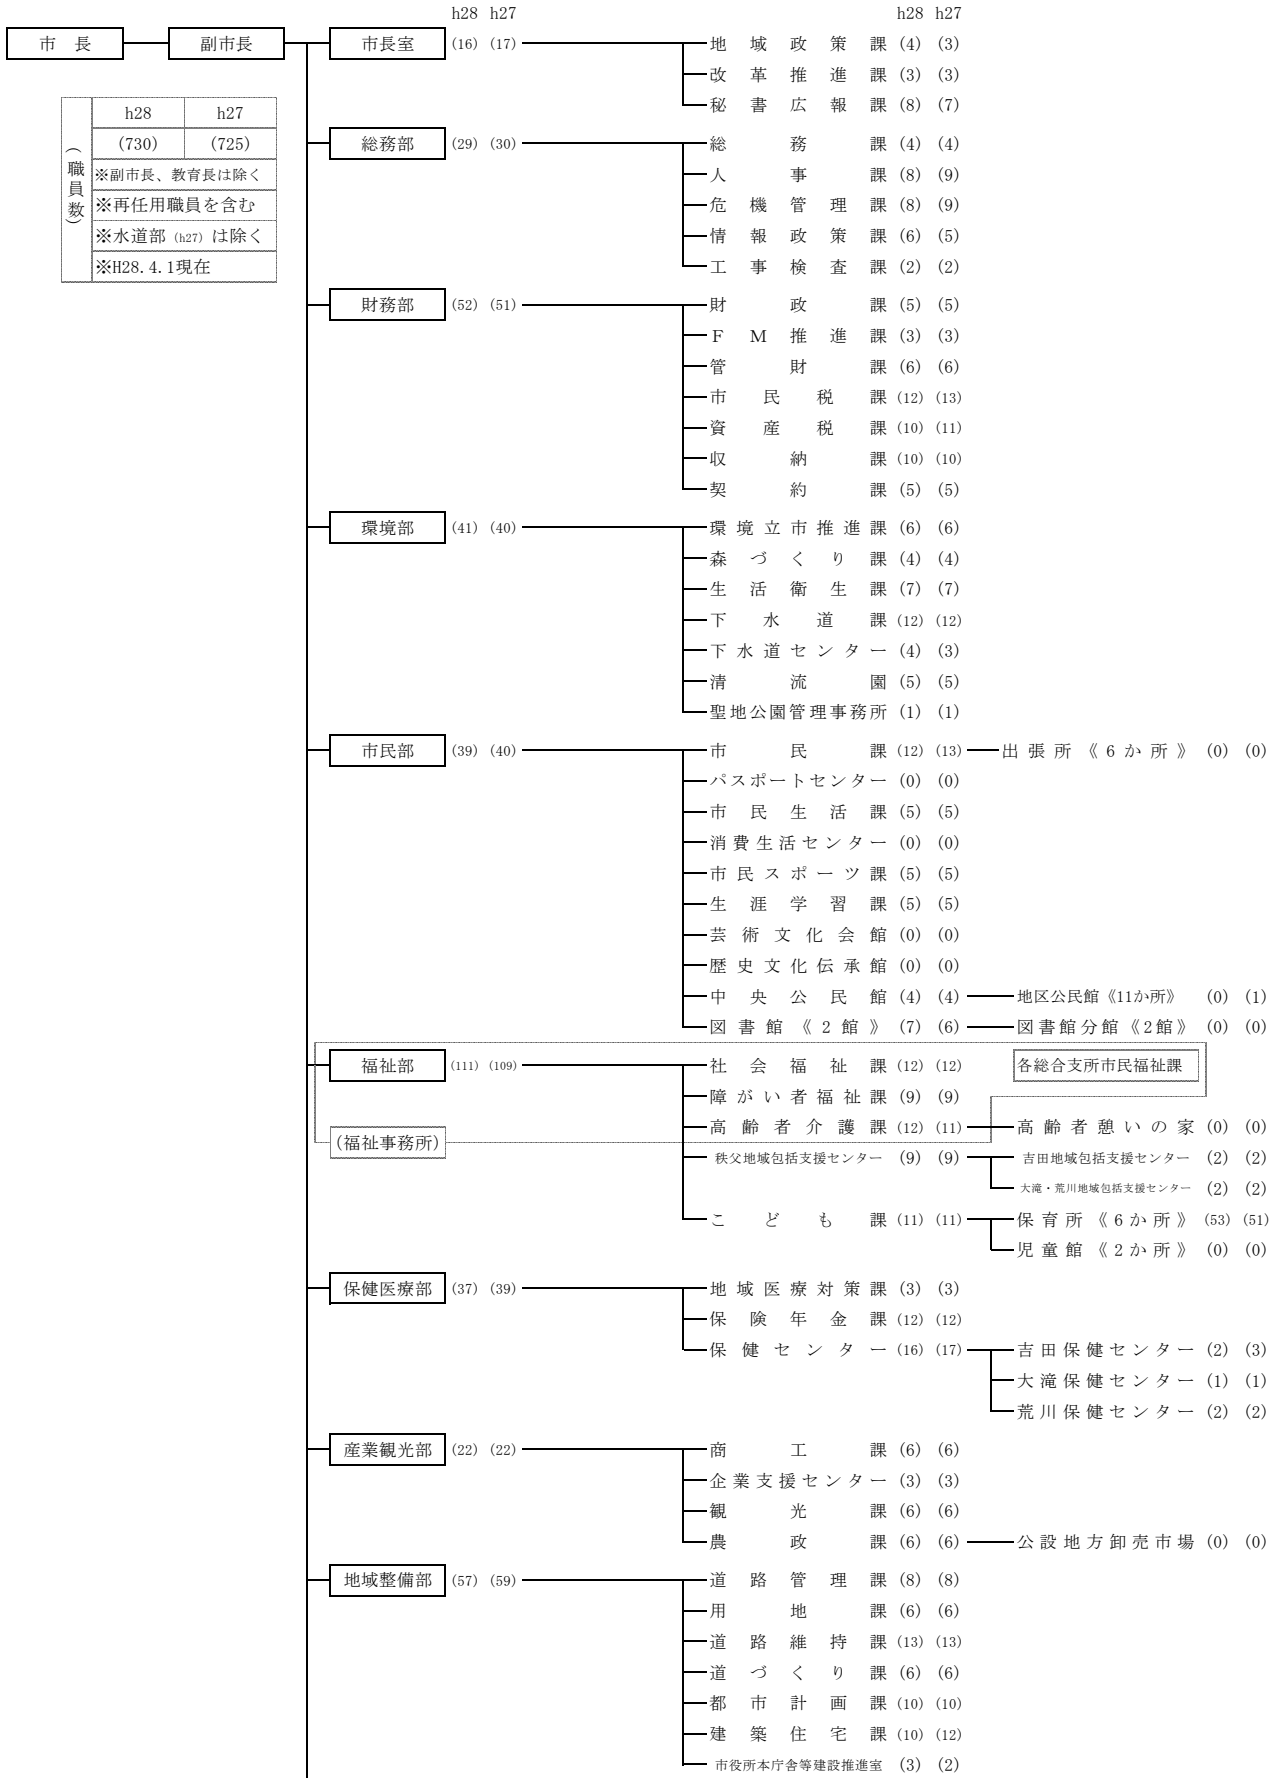 h28 h27 h28 h27
市長 副市長 市長室 (16) (17) 地域政策課 (4) (3)
改革推進課 (3) (3)
秘書広報課 (8) (7)
(職員数)
h28 h27
(730) (725)
※副市長、教育長は除く
※再任用職員を含む
※水道部(h27)は除く
※H28.4.1現在
総務部 (29) (30) 総務課 (4) (4)
人事課 (8) (9)
危機管理課 (8) (9)
情報政策課 (6) (5)
工事検査課 (2) (2)
財務部 (52) (51) 財政課 (5) (5)
FM推進課 (3) (3)
管財課 (6) (6)
市民税課 (12) (13)
資産税課 (10) (11)
収納課 (10) (10)
契約課 (5) (5)
環境部 (41) (40) 環境立市推進課 (6) (6)
森づくり課 (4) (4)
生活衛生課 (7) (7)
下水道課 (12) (12)
下水道センター (4) (3)
清流園 (5) (5)
聖地公園管理事務所 (1) (1)
市民部 (39) (40) 市民課 (12) (13) 出張所《6か所》 (0) (0)
パスポートセンター (0) (0)
市民生活課 (5) (5)
消費生活センター (0) (0)
市民スポーツ課 (5) (5)
生涯学習課 (5) (5)
芸術文化会館 (0) (0)
歴史文化伝承館 (0) (0)
中央公民館 (4) (4) 地区公民館《11か所》 (0) (1)
図書館《2館》 (7) (6) 図書館分館《2館》 (0) (0)
福祉部 (111) (109) 社会福祉課 (12) (12) 各総合支所市民福祉課
障がい者福祉課 (9) (9)
高齢者介護課 (12) (11) 高齢者憩いの家 (0) (0)
(福祉事務所)
秩父地域包括支援センター (9) (9) 吉田地域包括支援センター (2) (2)
大滝・荒川地域包括支援センター (2) (2)
こども課 (11) (11) 保育所《6か所》 (53) (51)
児童館《2か所》 (0) (0)
保健医療部 (37) (39) 地域医療対策課 (3) (3)
保険年金課 (12) (12)
保健センター (16) (17) 吉田保健センター (2) (3)
大滝保健センター (1) (1)
荒川保健センター (2) (2)
産業観光部 (22) (22) 商工課 (6) (6)
企業支援センター (3) (3)
観光課 (6) (6)
農政課 (6) (6) 公設地方卸売市場 (0) (0)
地域整備部 (57) (59) 道路管理課 (8) (8)
用地課 (6) (6)
道路維持課 (13) (13)
道づくり課 (6) (6)
都市計画課 (10) (10)
建築住宅課 (10) (12)
市役所本庁舎等建設推進室 (3) (2)